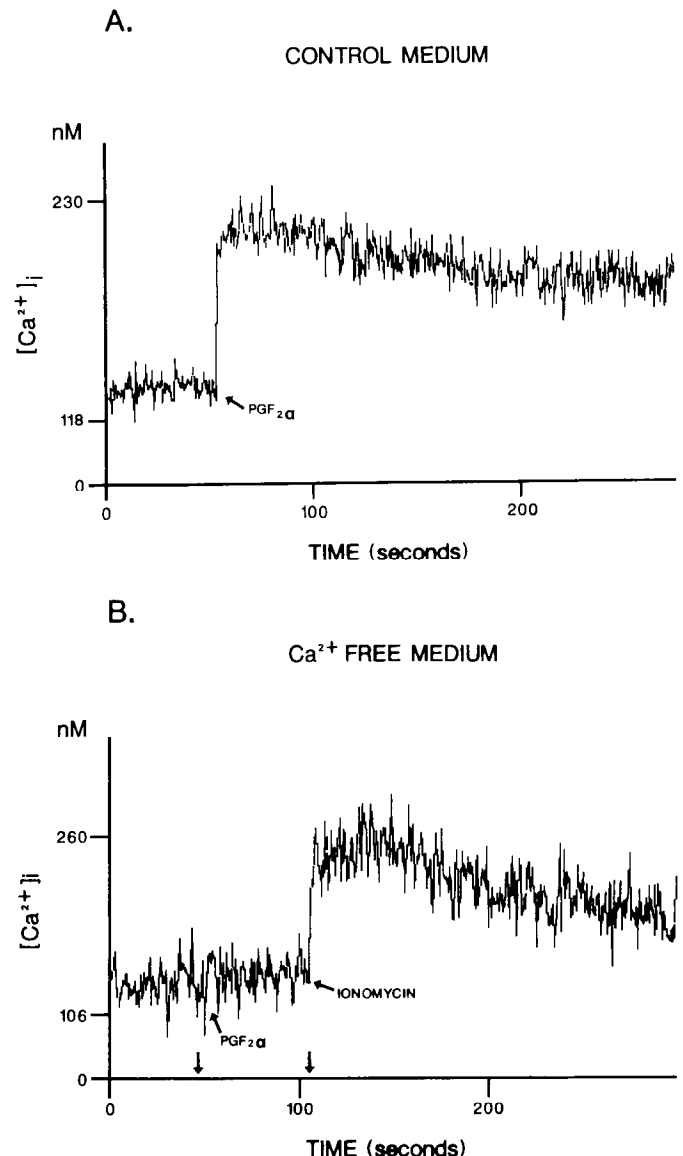 A.
CONTROL MEDIUM
nM
230
[Ca²⁺]i
PGF₂α
118
0
0 100 200
TIME (seconds)
B.
Ca²⁺ FREE MEDIUM
nM
260
[Ca²⁺]i
IONOMYCIN
106
PGF₂α
0
0 100 200
TIME (seconds)